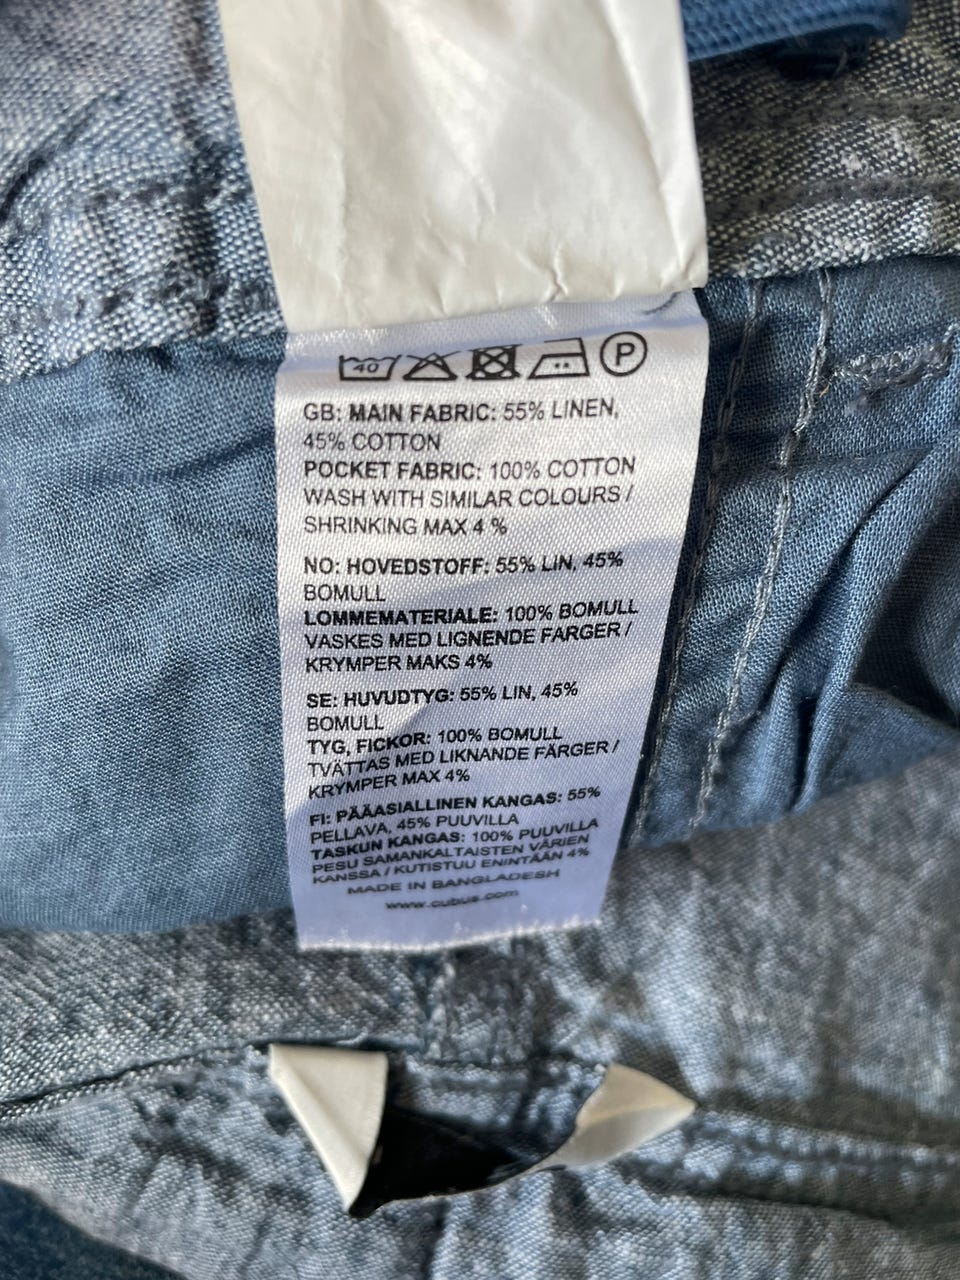 40 P
GB: MAIN FABRIC: 55% LINEN,
45% COTTON
POCKET FABRIC: 100% COTTON
WASH WITH SIMILAR COLOURS /
SHRINKING MAX 4 %
NO: HOVEDSTOFF: 55% LIN, 45%
BOMULL
LOMMEMATERIALE: 100% BOMULL
VASKES MED LIGNENDE FARGER /
KRYMPER MAKS 4%
SE: HUVUDTYG: 55% LIN, 45%
BOMULL
TYG, FICKOR: 100% BOMULL
TVÄTTAS MED LIKNANDE FÄRGER /
KRYMPER MAX 4%
FI: PÄÄASIALLINEN KANGAS: 55%
PELLAVA, 45% PUUVILLA
TASKUN KANGAS: 100% PUUVILLA
PESU SAMANKALTAISTEN VÄRIEN
KANSSA / KUTISTUU ENINTÄÄN 4%
MADE IN BANGLADESH
www.cubus.com